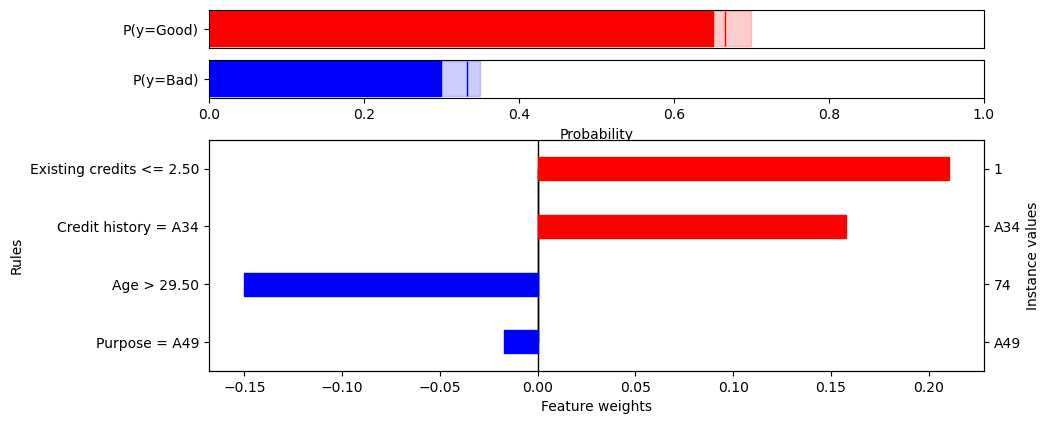 P(y=Good)
P(y=Bad)
0.0 0.2 0.4 0.6 0.8 1.0
Probability
Existing credits <= 2.50 1
Credit history = A34 A34
Age > 29.50 74
Purpose = A49 A49
Rules
Instance values
−0.15 −0.10 −0.05 0.00 0.05 0.10 0.15 0.20
Feature weights